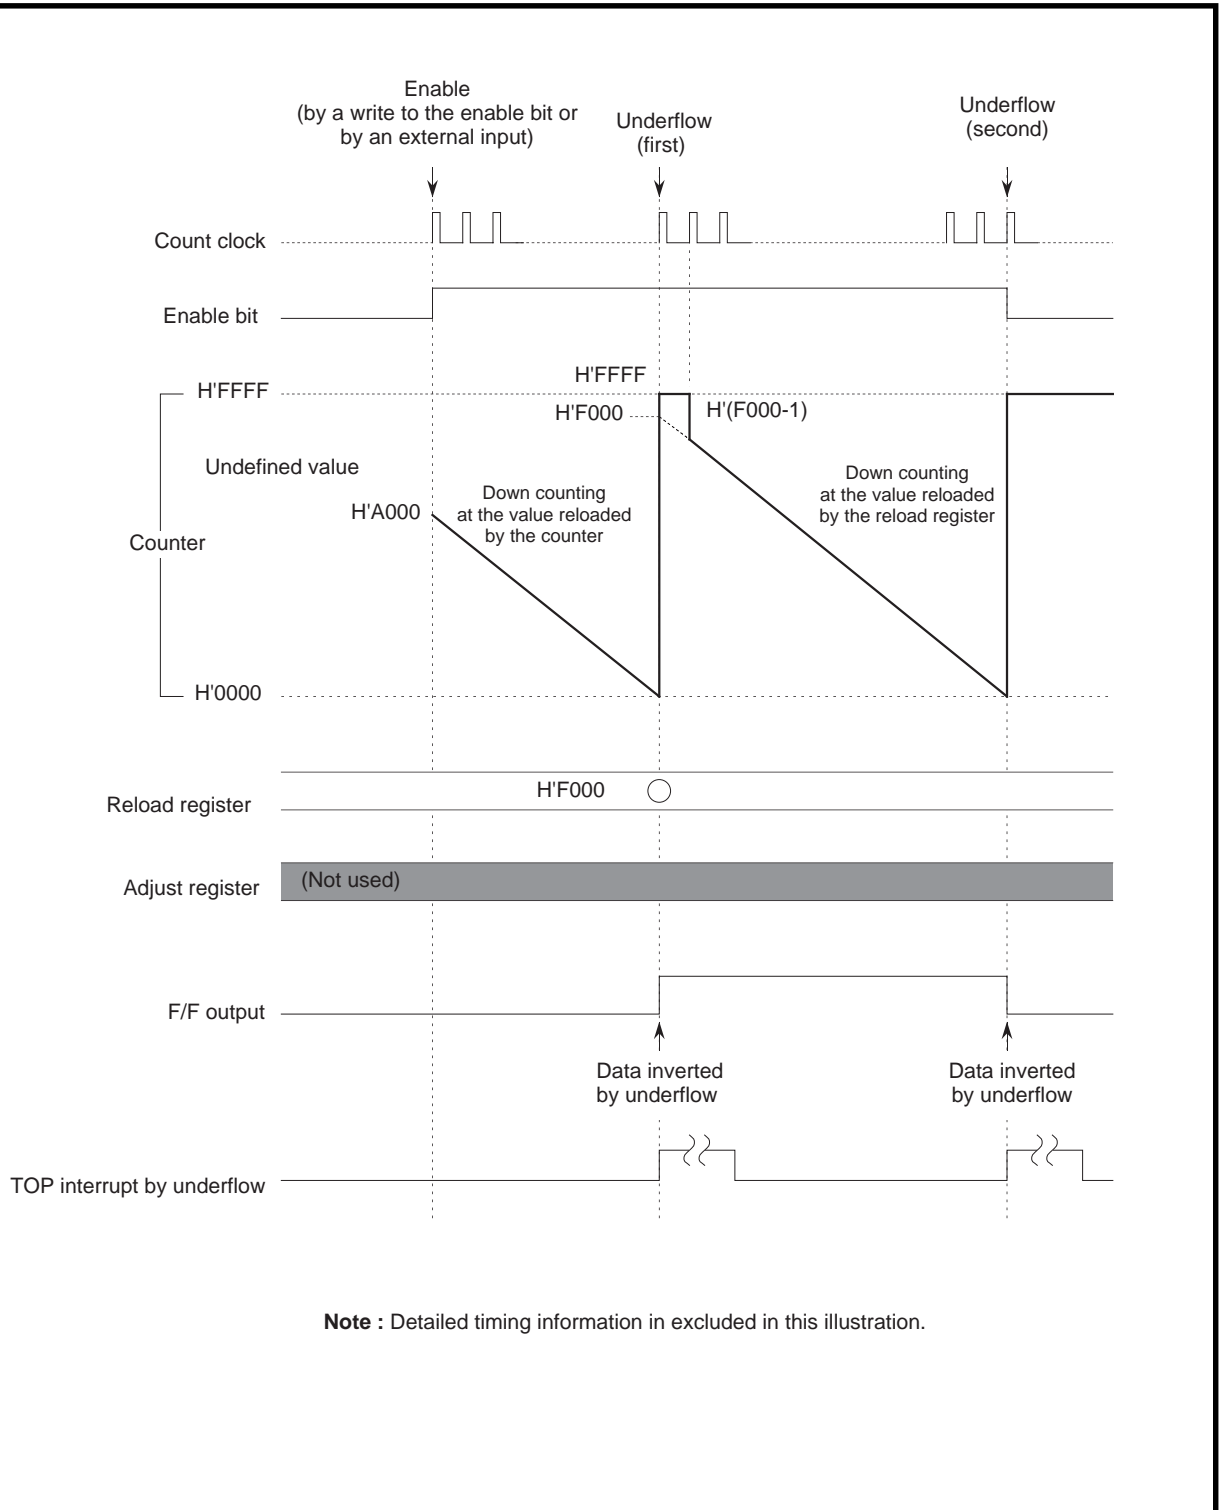 Enable
(by a write to the enable bit or
by an external input)
Underflow
(first)
Underflow
(second)
Count clock
Enable bit
H'FFFF
H'FFFF
H'F000
H'(F000-1)
Undefined value
Down counting
at the value reloaded
by the counter
Down counting
at the value reloaded
by the reload register
H'A000
Counter
H'0000
H'F000
Reload register
Adjust register
(Not used)
F/F output
Data inverted
by underflow
Data inverted
by underflow
TOP interrupt by underflow
Note : Detailed timing information in excluded in this illustration.